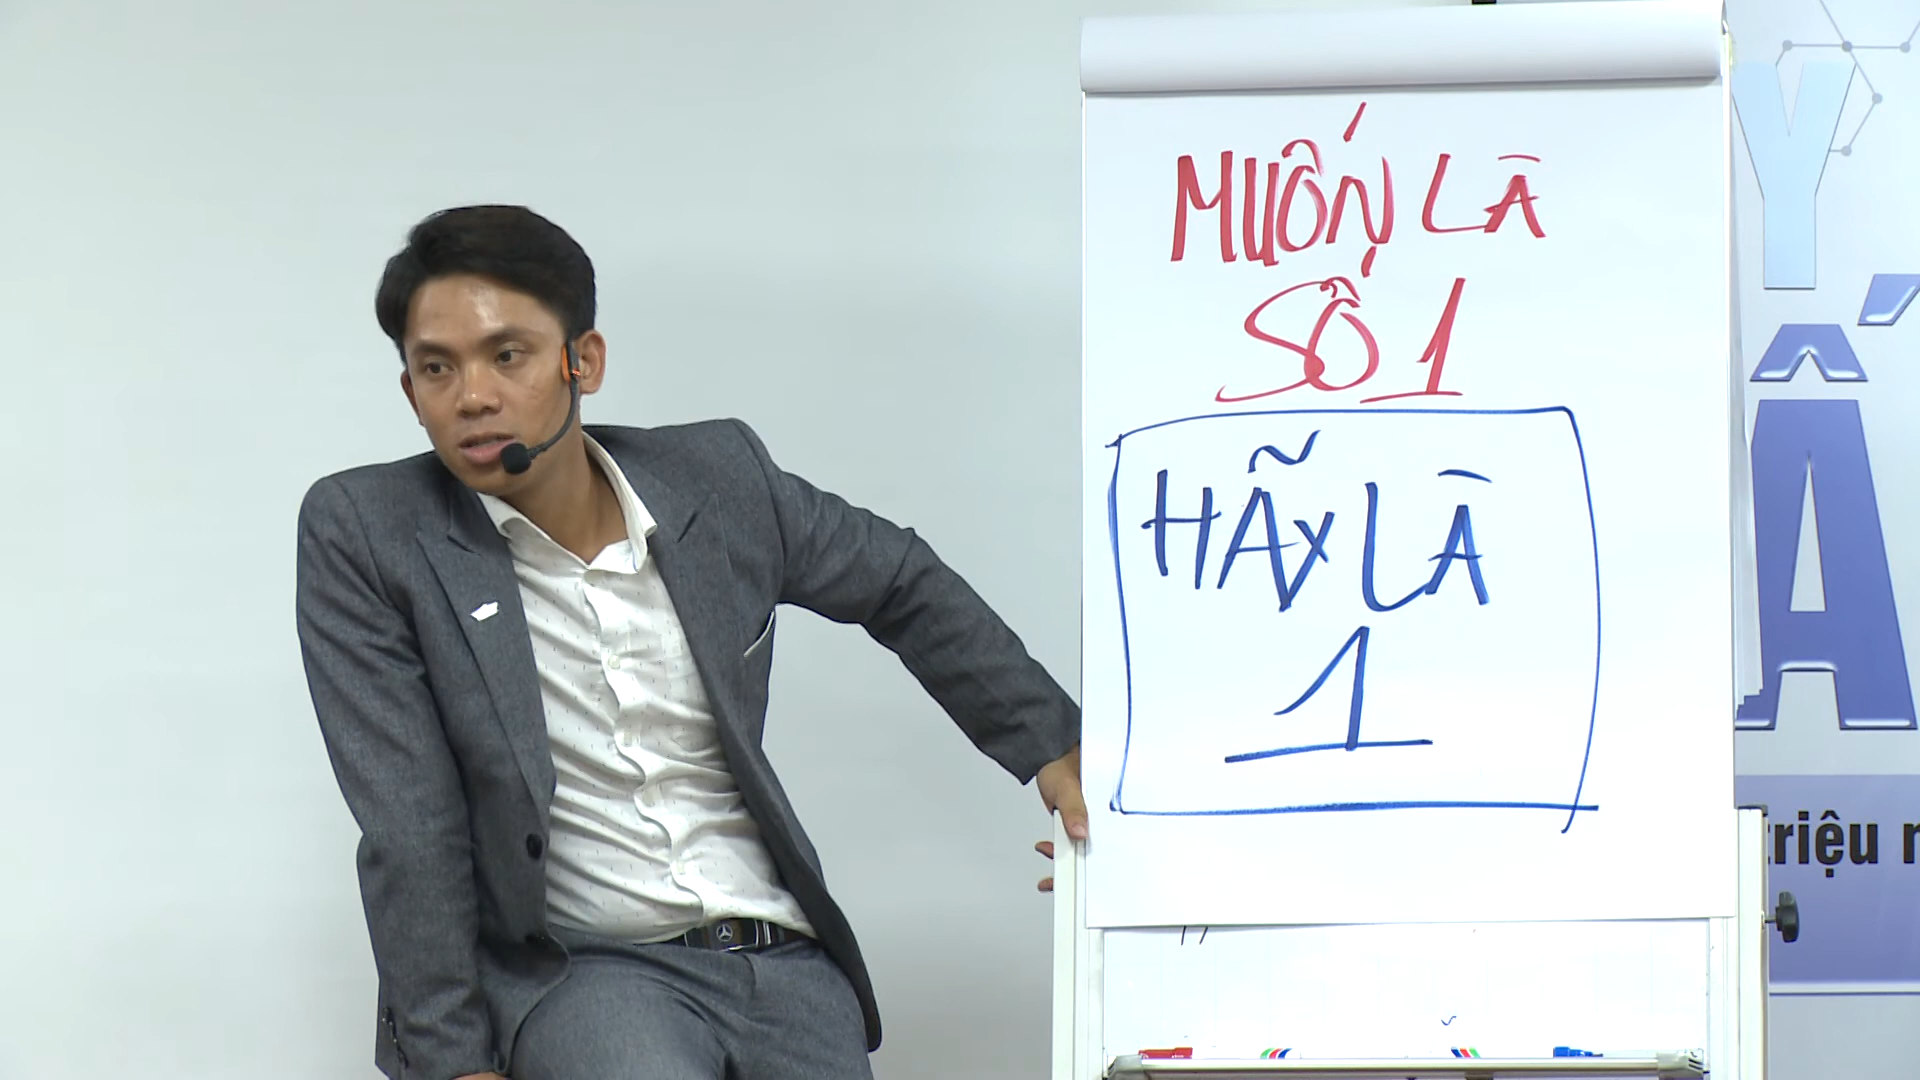 MUỐN LÀ
SỐ 1
HÃY LÀ
1
Y
Ấ
triệu